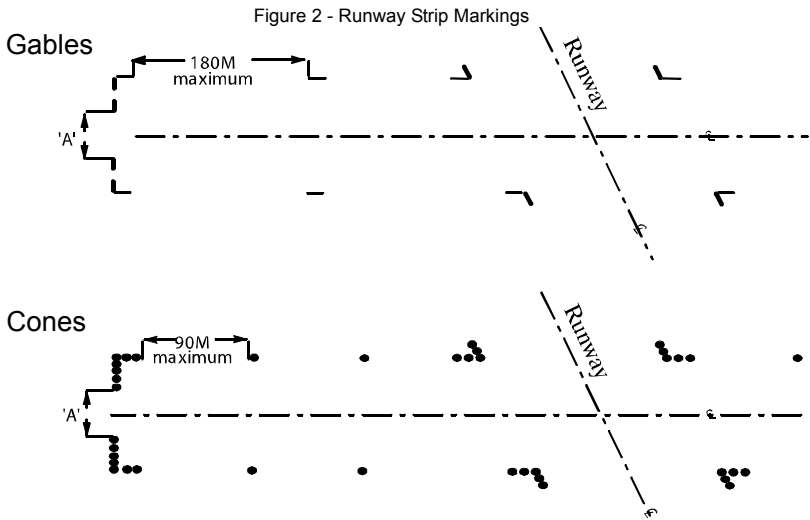 Figure 2 - Runway Strip Markings
Gables
180M
maximum
Runway
'A'
℄
℄
Cones
90M
maximum
Runway
'A'
℄
℄